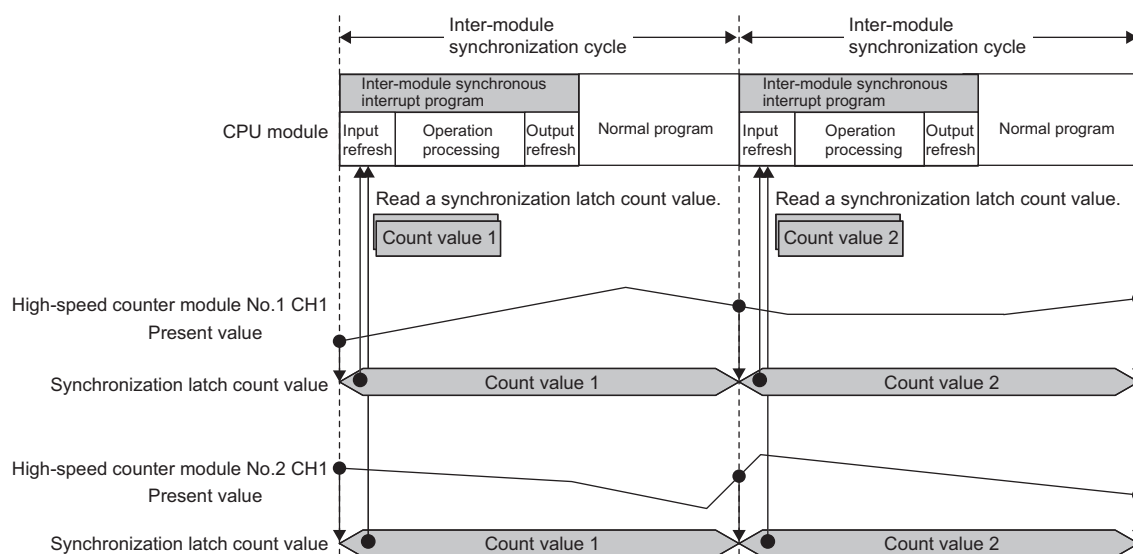 Inter-module
synchronization cycle
Inter-module
synchronization cycle
Inter-module synchronous
interrupt program
Inter-module synchronous
interrupt program
CPU module
Input
refresh
Operation
processing
Output
refresh
Normal program
Input
refresh
Operation
processing
Output
refresh
Normal program
Read a synchronization latch count value.
Read a synchronization latch count value.
Count value 1
Count value 2
High-speed counter module No.1 CH1
Present value
Synchronization latch count value
Count value 1
Count value 2
High-speed counter module No.2 CH1
Present value
Synchronization latch count value
Count value 1
Count value 2